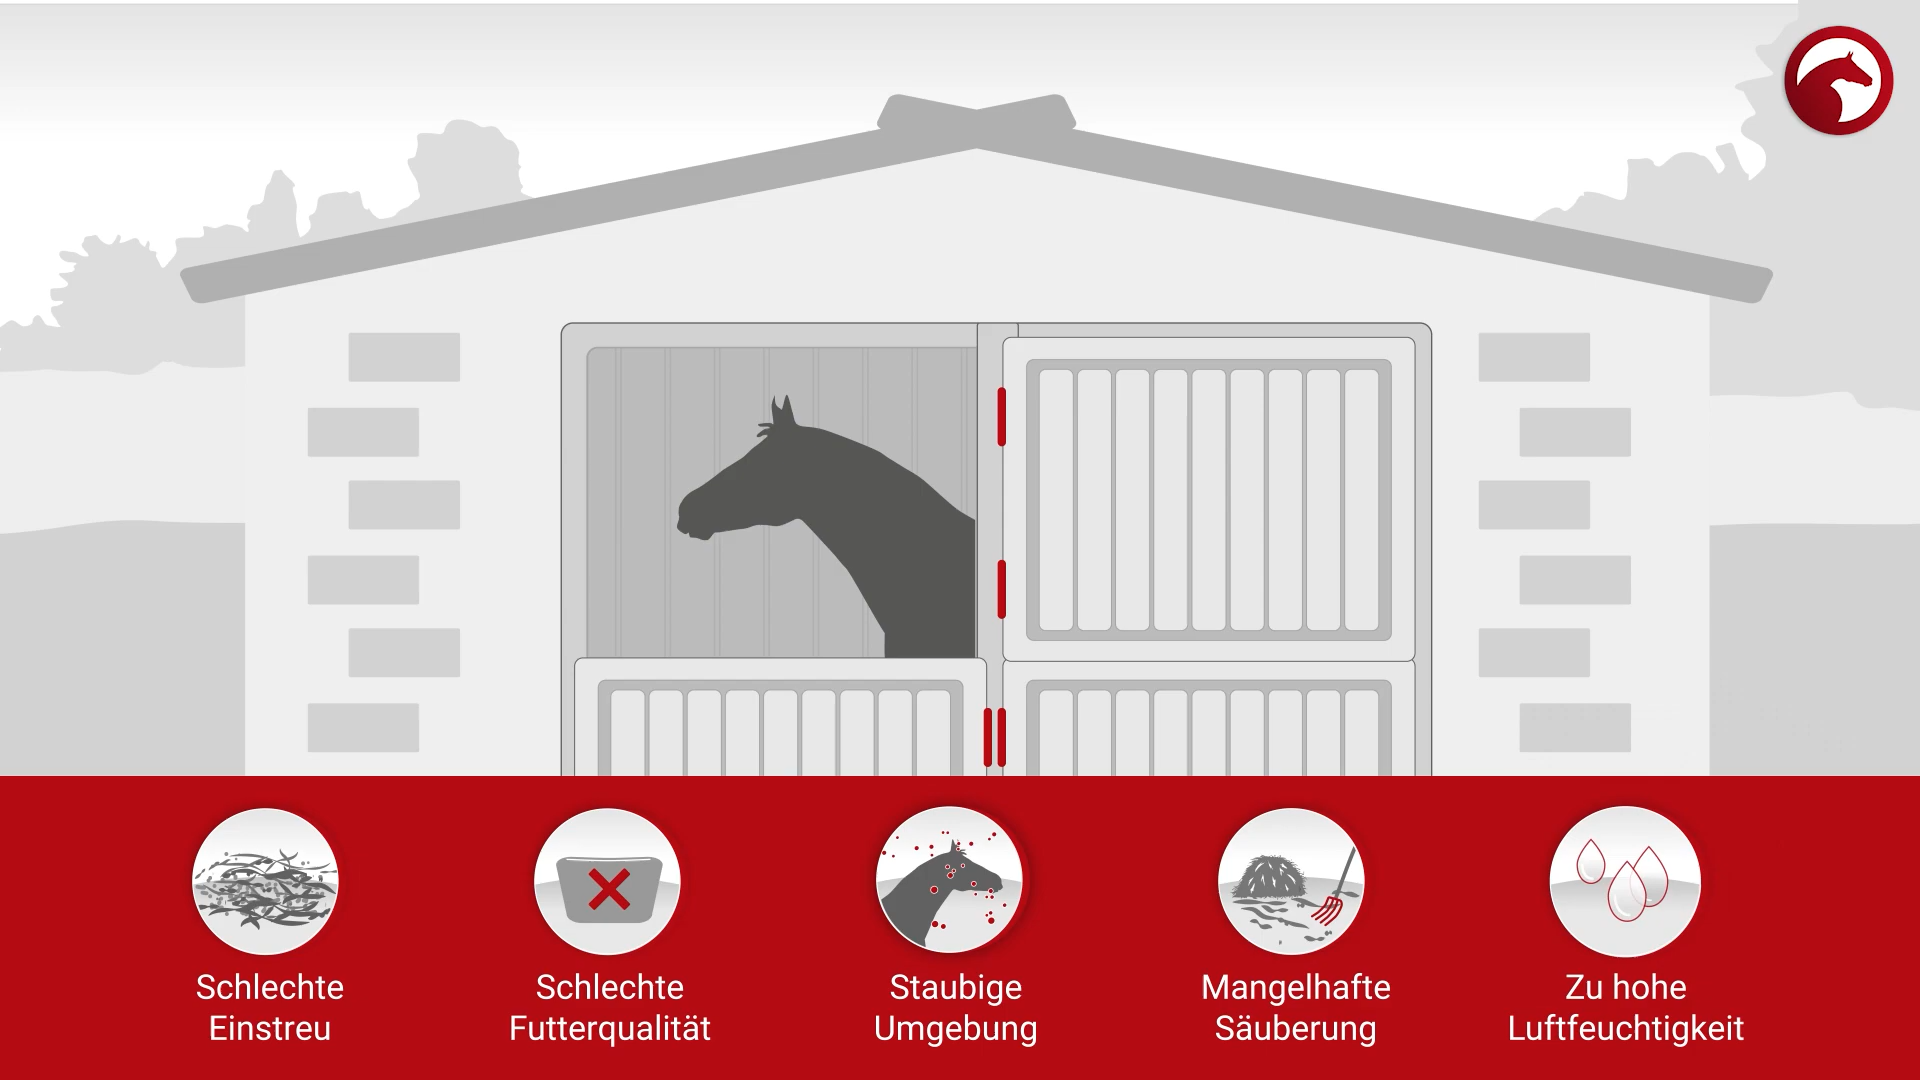 Schlechte
Einstreu
Schlechte
Futterqualität
Staubige
Umgebung
Mangelhafte
Säuberung
Zu hohe
Luftfeuchtigkeit